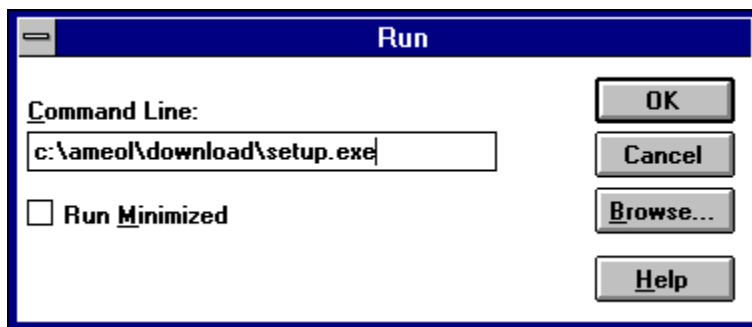 Run
Command Line:
c:\ameol\download\setup.exe
Run Minimized
OK
Cancel
Browse...
Help